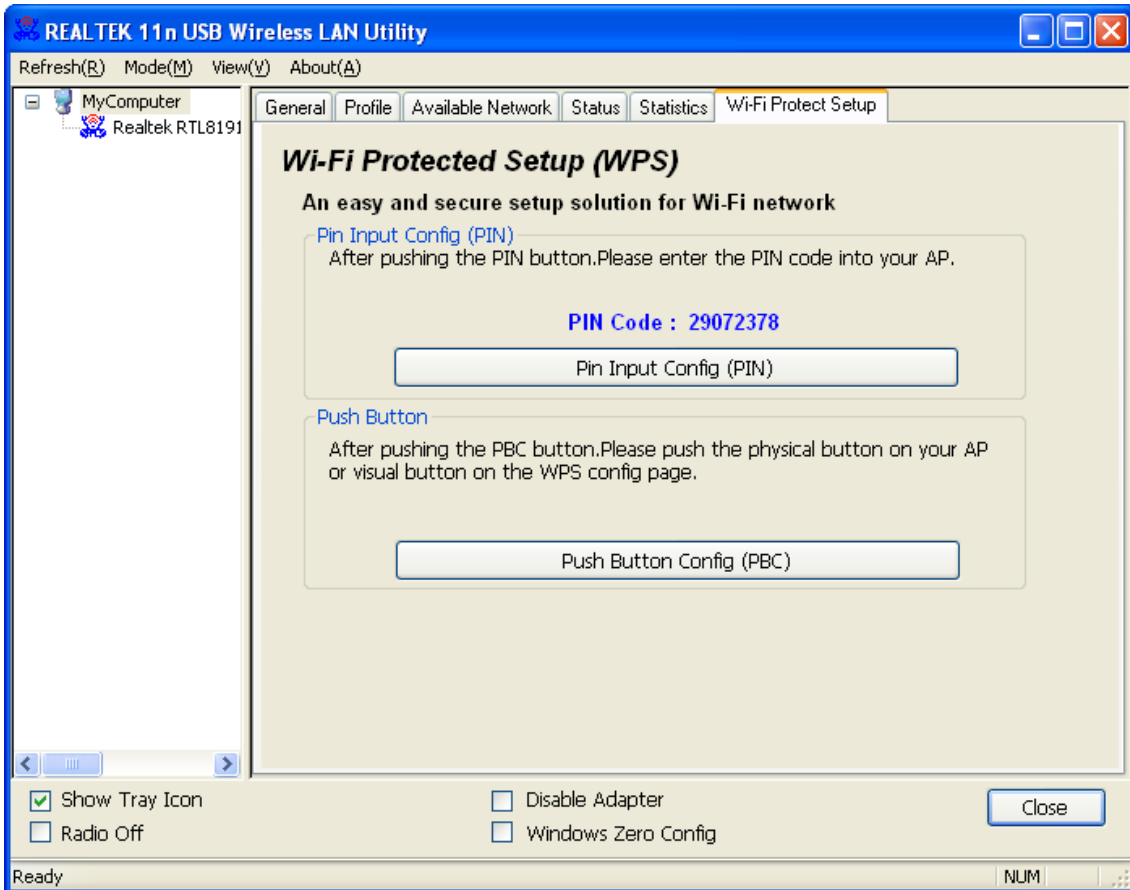 REALTEK 11n USB Wireless LAN Utility
Refresh(R) Mode(M) View(V) About(A)
MyComputer
Realtek RTL8191
General Profile Available Network Status Statistics Wi-Fi Protect Setup
Wi-Fi Protected Setup (WPS)
An easy and secure setup solution for Wi-Fi network
Pin Input Config (PIN)
After pushing the PIN button.Please enter the PIN code into your AP.
PIN Code : 29072378
Pin Input Config (PIN)
Push Button
After pushing the PBC button.Please push the physical button on your AP
or visual button on the WPS config page.
Push Button Config (PBC)
Show Tray Icon
Radio Off
Disable Adapter
Windows Zero Config
Close
Ready
NUM